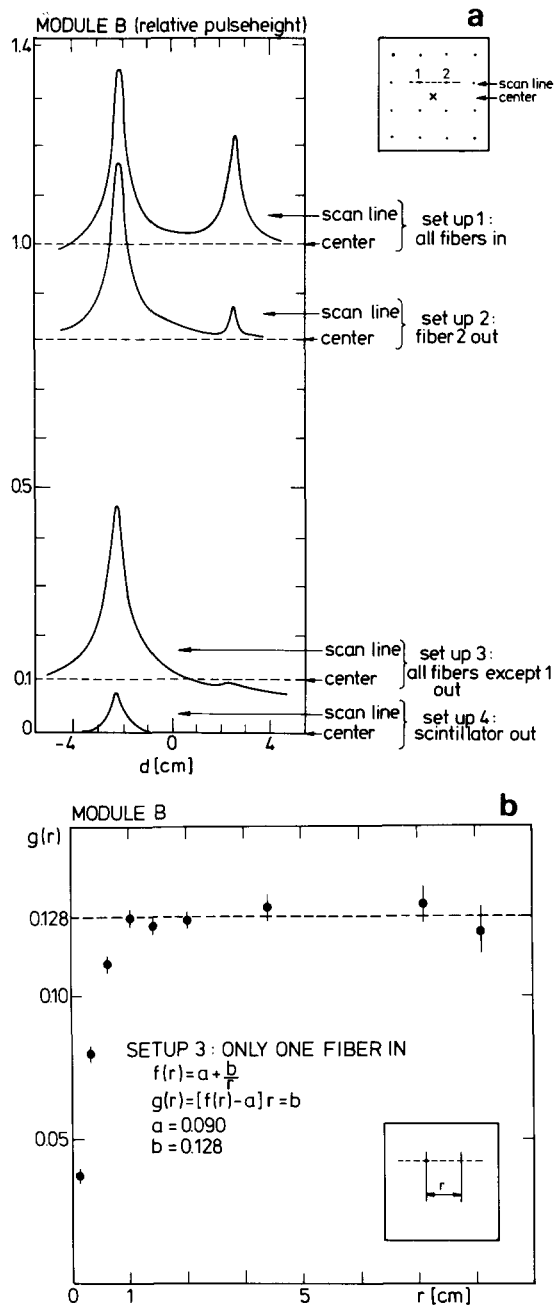 MODULE B (relative pulseheight)
a
1.4
1 2
scan line
center
×
scan line
center
set up 1:
all fibers in
1.0
scan line
center
set up 2:
fiber 2 out
0.5
scan line
center
set up 3:
all fibers except 1
out
0.1
scan line
center
set up 4:
scintillator out
0
-4 -2 0 2 4
d [cm]
MODULE B
b
g(r)
0.128
0.10
SETUP 3: ONLY ONE FIBER IN
f(r) = a + b/r
g(r) = [f(r)-a] r = b
a = 0.090
b = 0.128
0.05
r
0 1 5 r [cm]